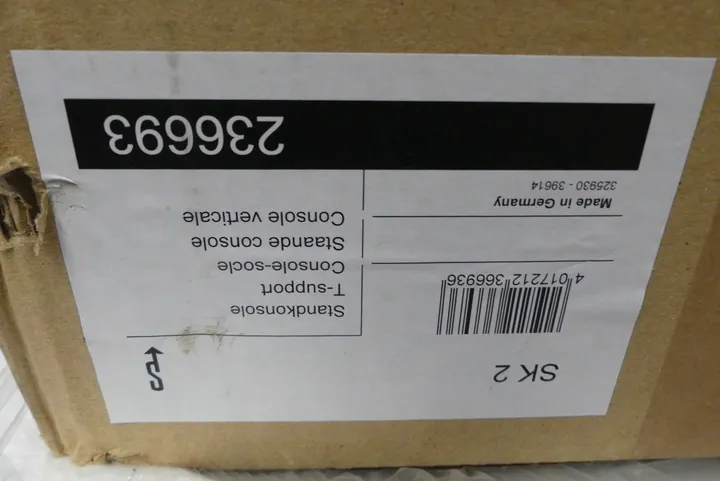 SK 2
4 017212 366936
Standkonsole
T-support
Console-socle
Staande console
Console verticale
Made in Germany
325930 - 39614
236693